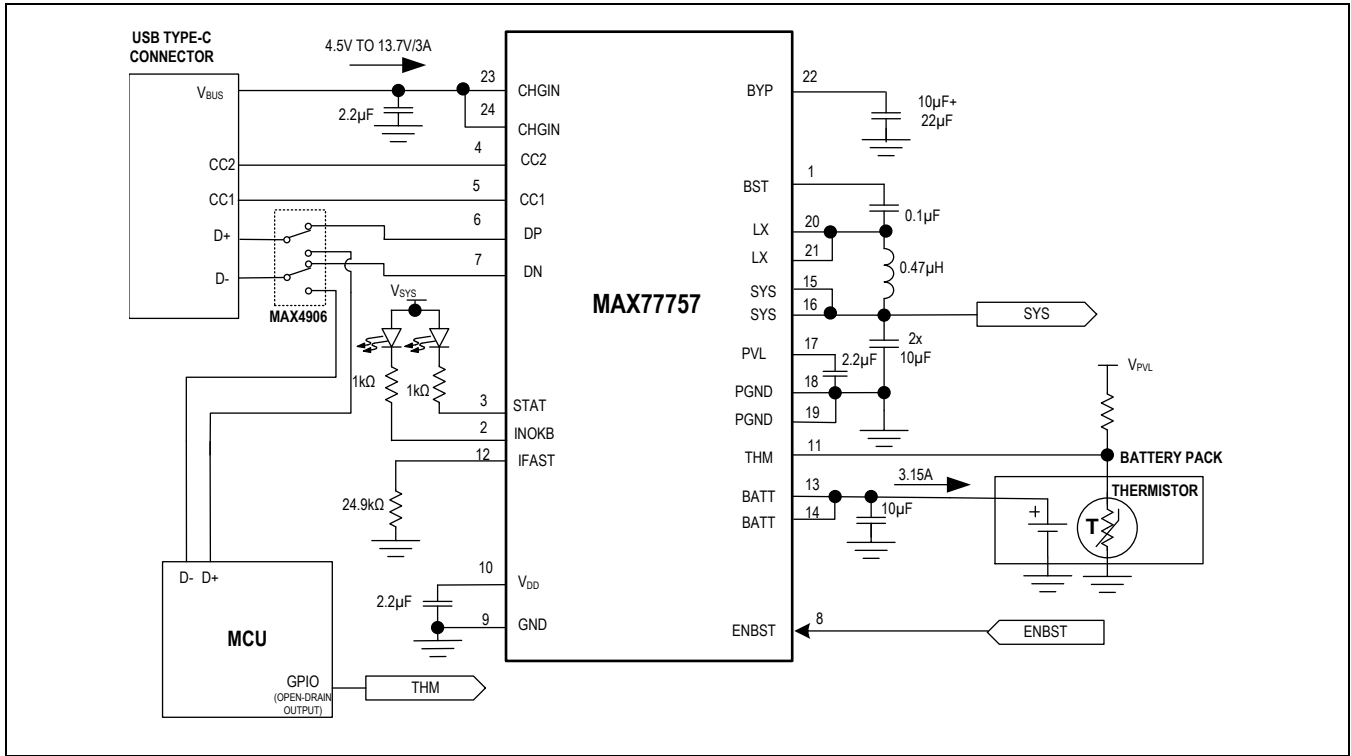 USB TYPE-C
CONNECTOR
4.5V TO 13.7V/3A
VBUS
2.2µF
CC2
CC1
D+
D-
MAX4906
VSYS
1kΩ
1kΩ
24.9kΩ
2.2µF
D- D+
MCU
GPIO
(OPEN-DRAIN
OUTPUT)
THM
MAX77757
23
CHGIN
24
CHGIN
4
CC2
5
CC1
6
DP
7
DN
3
STAT
2
INOKB
12
IFAST
10
VDD
9
GND
22
BYP
10µF+
22µF
1
BST
0.1µF
20
LX
21
LX
0.47µH
15
SYS
16
SYS
SYS
17
PVL
2.2µF
2x
10µF
18
PGND
19
PGND
VPVL
11
THM
BATTERY PACK
THERMISTOR
T
+
3.15A
13
BATT
14
BATT
10µF
8
ENBST
ENBST